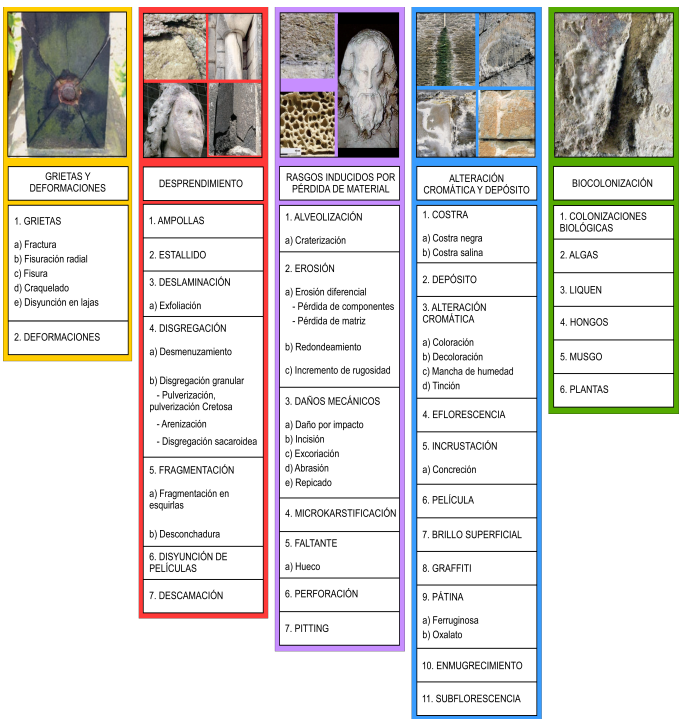 GRIETAS Y
DEFORMACIONES
1. GRIETAS
a) Fractura
b) Fisuración radial
c) Fisura
d) Craquelado
e) Disyunción en lajas
2. DEFORMACIONES
DESPRENDIMIENTO
1. AMPOLLAS
2. ESTALLIDO
3. DESLAMINACIÓN
a) Exfoliación
4. DISGREGACIÓN
a) Desmenuzamiento
b) Disgregación granular
- Pulverización,
pulverización Cretosa
- Arenización
- Disgregación sacaroidea
5. FRAGMENTACIÓN
a) Fragmentación en
esquirlas
b) Desconchadura
6. DISYUNCIÓN DE
PELÍCULAS
7. DESCAMACIÓN
RASGOS INDUCIDOS POR
PÉRDIDA DE MATERIAL
1. ALVEOLIZACIÓN
a) Craterización
2. EROSIÓN
a) Erosión diferencial
- Pérdida de componentes
- Pérdida de matriz
b) Redondeamiento
c) Incremento de rugosidad
3. DAÑOS MECÁNICOS
a) Daño por impacto
b) Incisión
c) Excoriación
d) Abrasión
e) Repicado
4. MICROKARSTIFICACIÓN
5. FALTANTE
a) Hueco
6. PERFORACIÓN
7. PITTING
ALTERACIÓN
CROMÁTICA Y DEPÓSITO
1. COSTRA
a) Costra negra
b) Costra salina
2. DEPÓSITO
3. ALTERACIÓN
CROMÁTICA
a) Coloración
b) Decoloración
c) Mancha de humedad
d) Tinción
4. EFLORESCENCIA
5. INCRUSTACIÓN
a) Concreción
6. PELÍCULA
7. BRILLO SUPERFICIAL
8. GRAFFITI
9. PÁTINA
a) Ferruginosa
b) Oxalato
10. ENMUGRECIMIENTO
11. SUBFLORESCENCIA
BIOCOLONIZACIÓN
1. COLONIZACIONES
BIOLÓGICAS
2. ALGAS
3. LIQUEN
4. HONGOS
5. MUSGO
6. PLANTAS